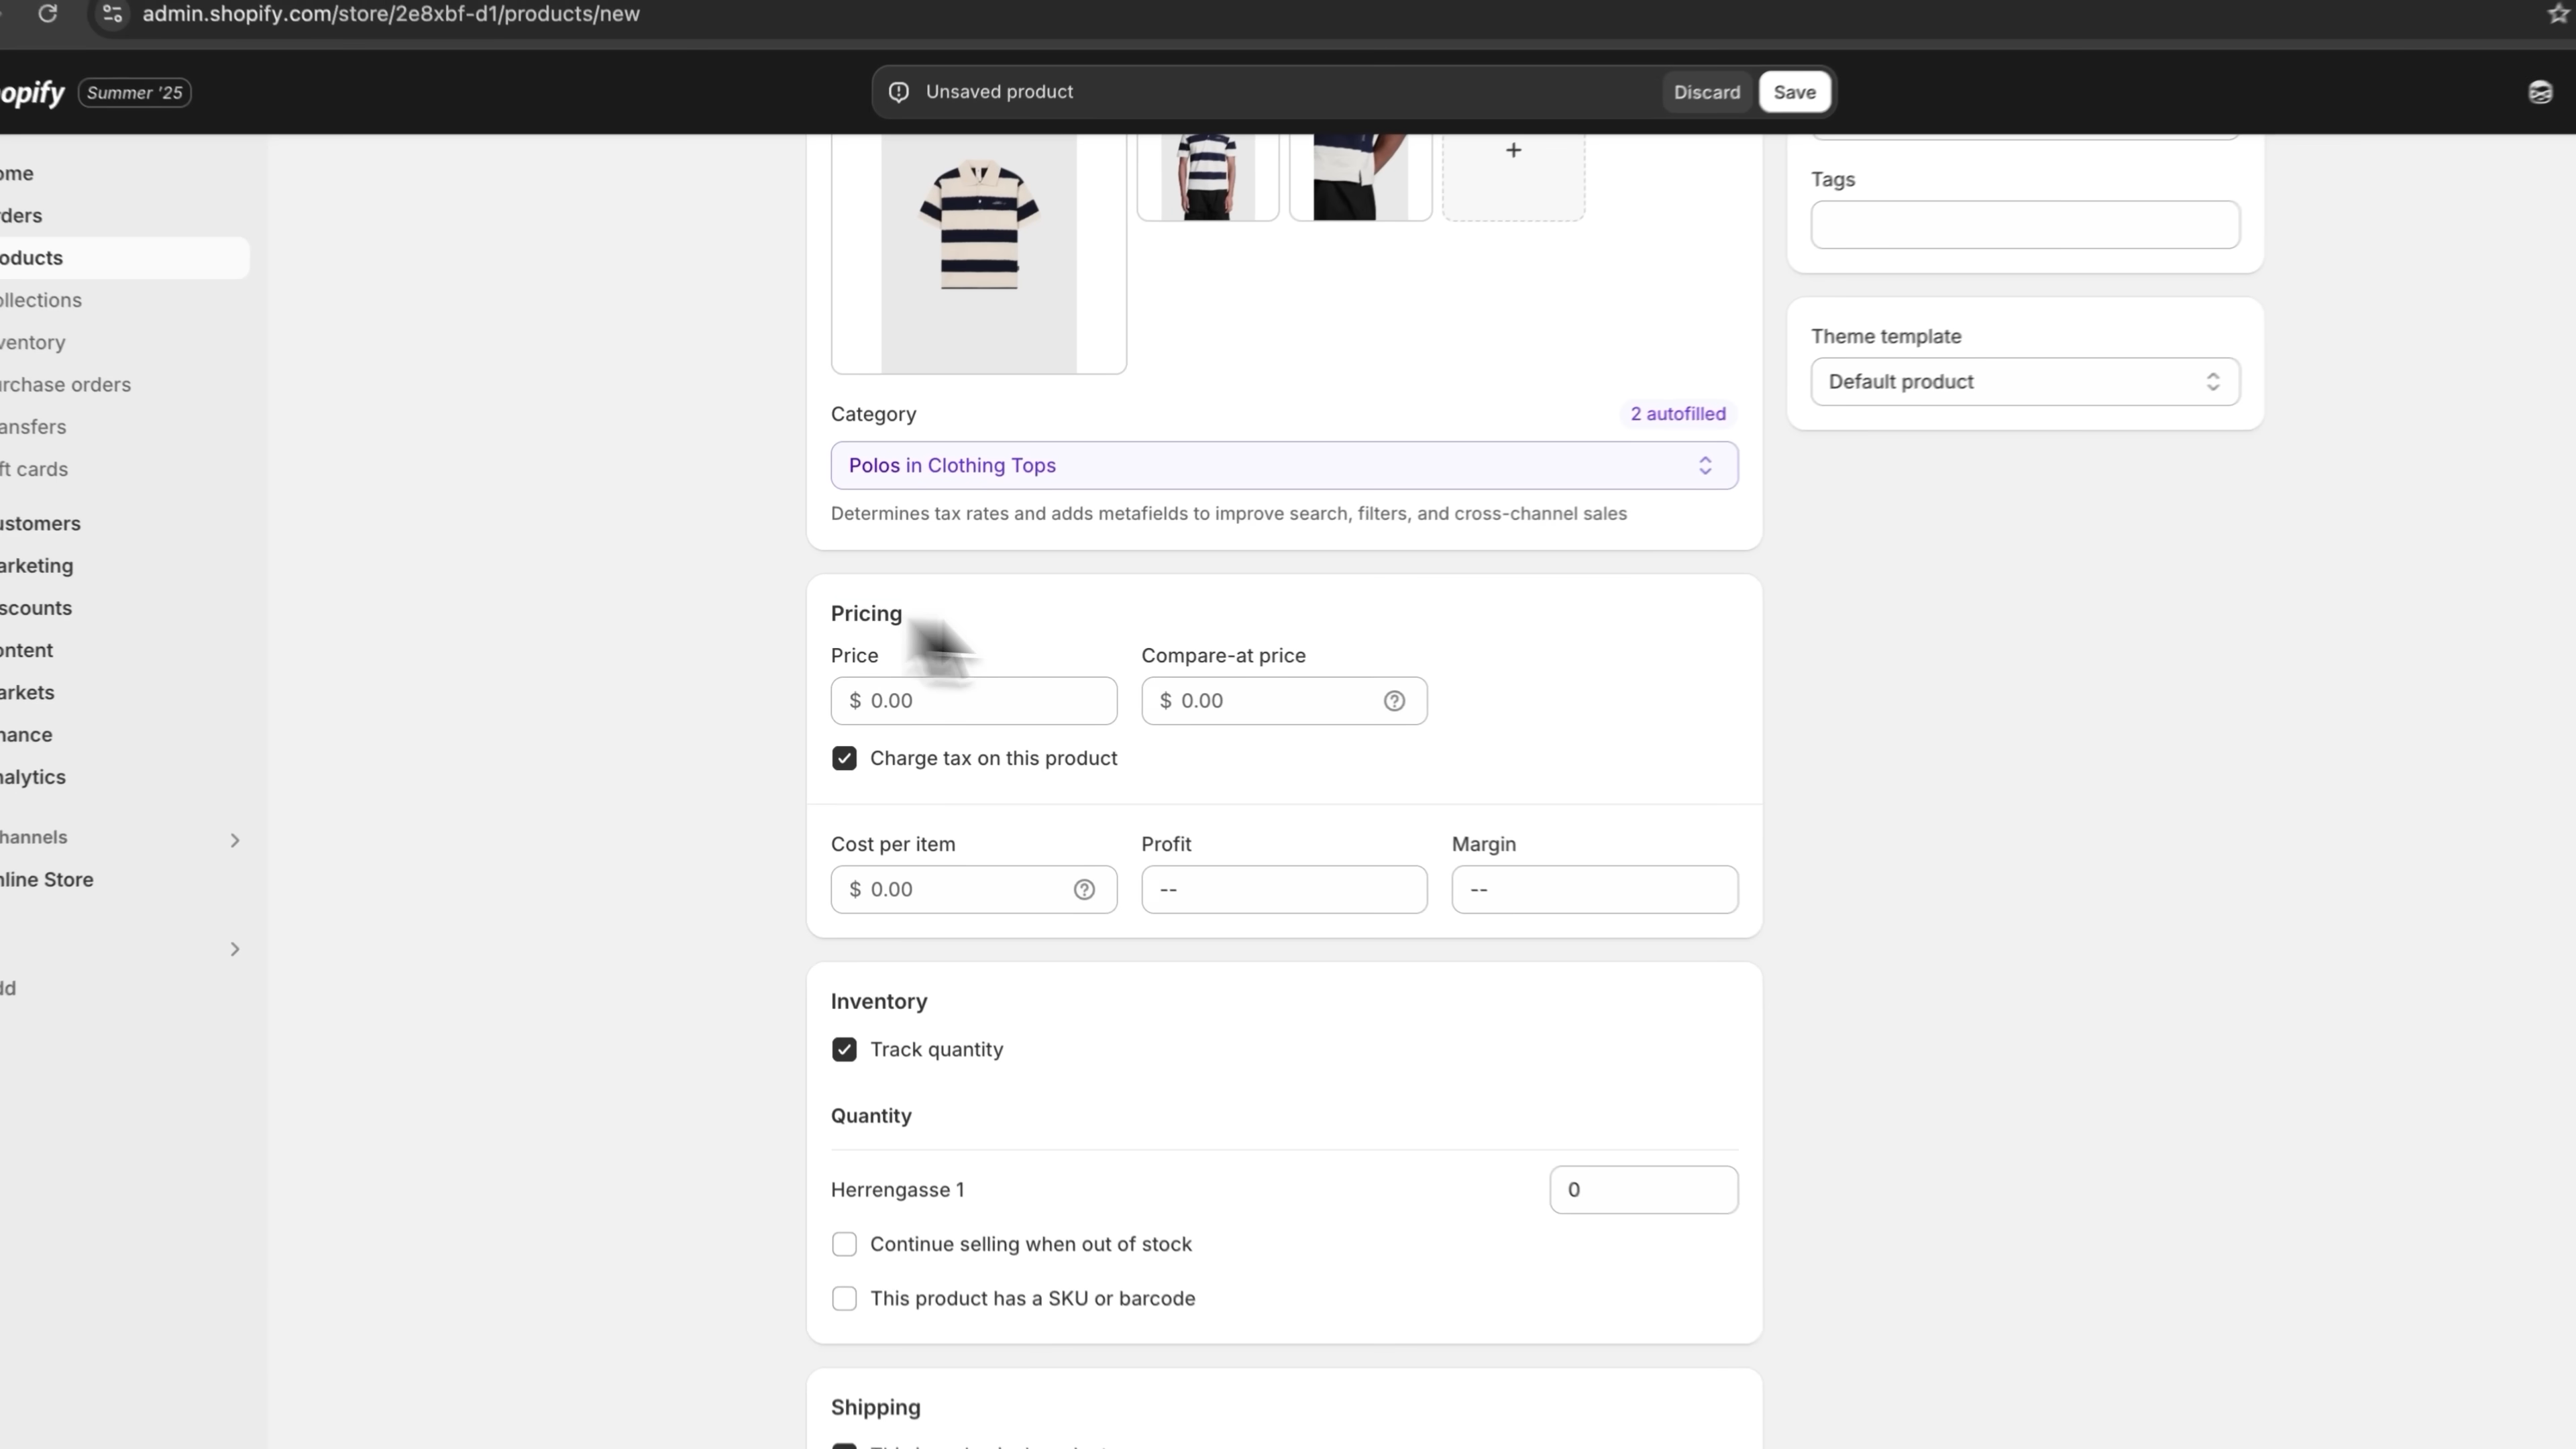 admin.shopify.com/store/2e8xbf-d1/products/new
opify Summer '25
Unsaved product
Discard
Save
ome
ders
oducts
ollections
ventory
urchase orders
ansfers
ft cards
ustomers
arketing
scounts
ontent
arkets
nance
nalytics
hannels
nline Store
dd
Category
2 autofilled
Polos in Clothing Tops
Determines tax rates and adds metafields to improve search, filters, and cross-channel sales
Pricing
Price
Compare-at price
$ 0.00
$ 0.00
Charge tax on this product
Cost per item
Profit
Margin
$ 0.00
--
--
Inventory
Track quantity
Quantity
Herrengasse 1
0
Continue selling when out of stock
This product has a SKU or barcode
Shipping
Tags
Theme template
Default product